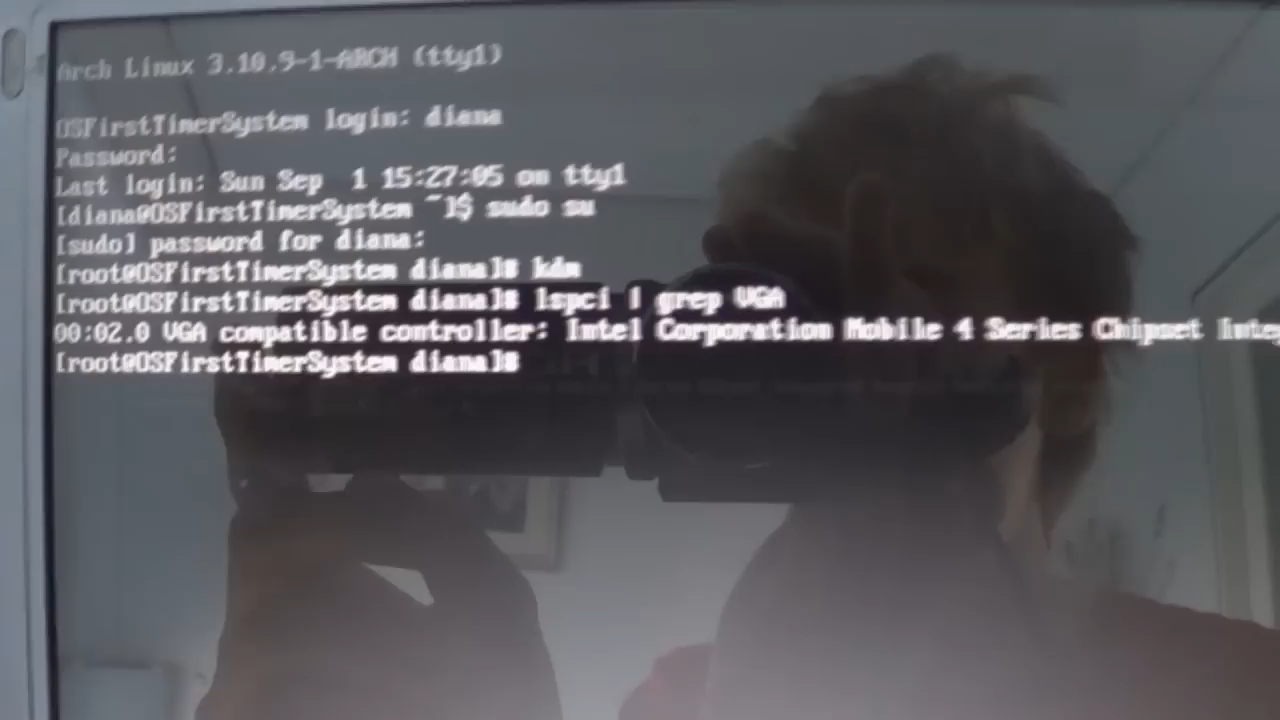 Arch Linux 3.10.9-1-ARCH (tty1)
OSFirstTimerSystem login: diana
Password:
Last login: Sun Sep  1 15:27:05 on tty1
[diana@OSFirstTimerSystem ~]$ sudo su
[sudo] password for diana:
[root@OSFirstTimerSystem diana]# kdm
[root@OSFirstTimerSystem diana]# lspci | grep VGA
00:02.0 VGA compatible controller: Intel Corporation Mobile 4 Series Chipset Integ
[root@OSFirstTimerSystem diana]#